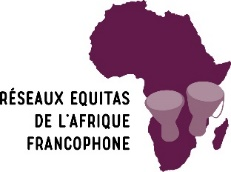 RÉSEAUX EQUITAS
DE L'AFRIQUE
FRANCOPHONE